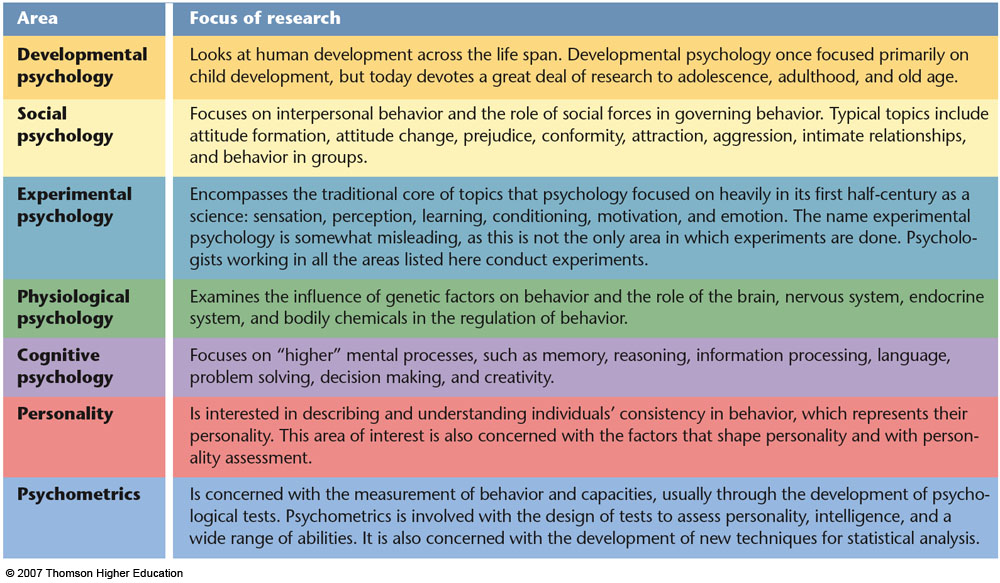 Area
Focus of research
Developmental
psychology
Looks at human development across the life span. Developmental psychology once focused primarily on
child development, but today devotes a great deal of research to adolescence, adulthood, and old age.
Social
psychology
Focuses on interpersonal behavior and the role of social forces in governing behavior. Typical topics include
attitude formation, attitude change, prejudice, conformity, attraction, aggression, intimate relationships,
and behavior in groups.
Experimental
psychology
Encompasses the traditional core of topics that psychology focused on heavily in its first half-century as a
science: sensation, perception, learning, conditioning, motivation, and emotion. The name experimental
psychology is somewhat misleading, as this is not the only area in which experiments are done. Psycholo-
gists working in all the areas listed here conduct experiments.
Physiological
psychology
Examines the influence of genetic factors on behavior and the role of the brain, nervous system, endocrine
system, and bodily chemicals in the regulation of behavior.
Cognitive
psychology
Focuses on “higher” mental processes, such as memory, reasoning, information processing, language,
problem solving, decision making, and creativity.
Personality
Is interested in describing and understanding individuals’ consistency in behavior, which represents their
personality. This area of interest is also concerned with the factors that shape personality and with person-
ality assessment.
Psychometrics
Is concerned with the measurement of behavior and capacities, usually through the development of psycho-
logical tests. Psychometrics is involved with the design of tests to assess personality, intelligence, and a
wide range of abilities. It is also concerned with the development of new techniques for statistical analysis.
© 2007 Thomson Higher Education